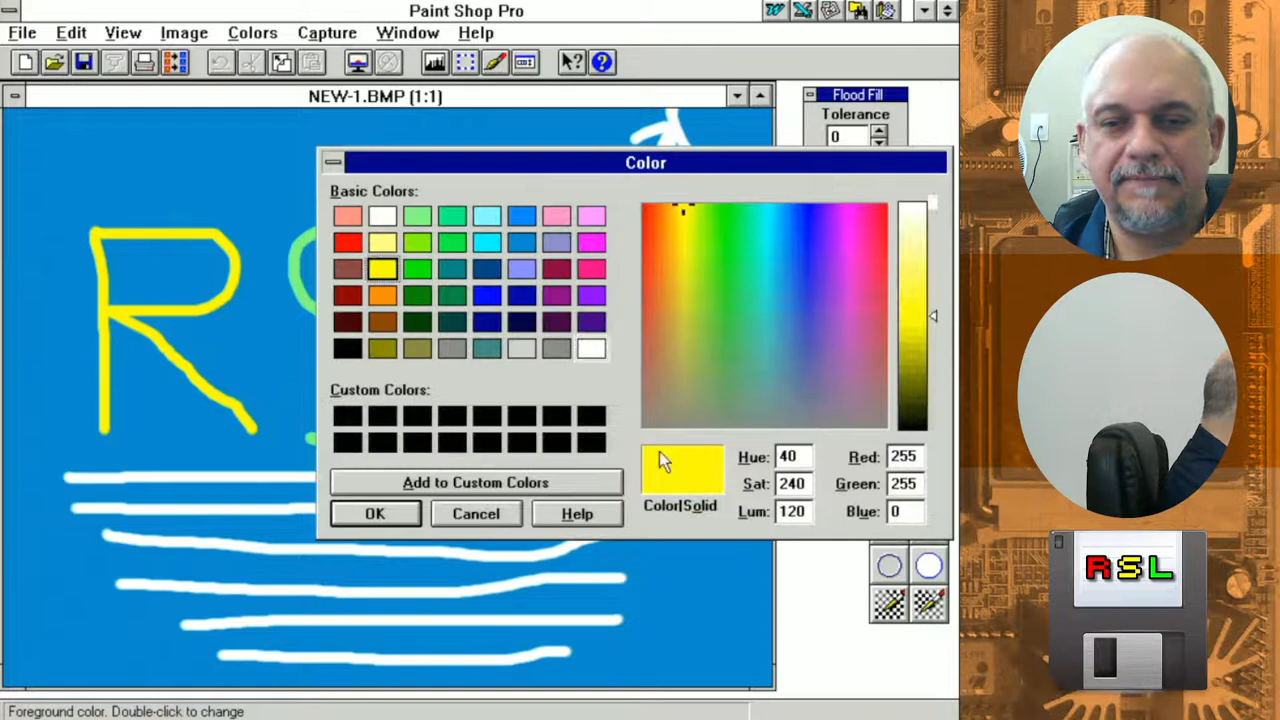 Paint Shop Pro
File Edit View Image Colors Capture Window Help
NEW-1.BMP (1:1)
Flood Fill
Tolerance
0
Color
Basic Colors:
R
Custom Colors:
Add to Custom Colors
OK Cancel Help
Color|Solid
Hue: 40 Red: 255
Sat: 240 Green: 255
Lum: 120 Blue: 0
RSL
Foreground color. Double-click to change